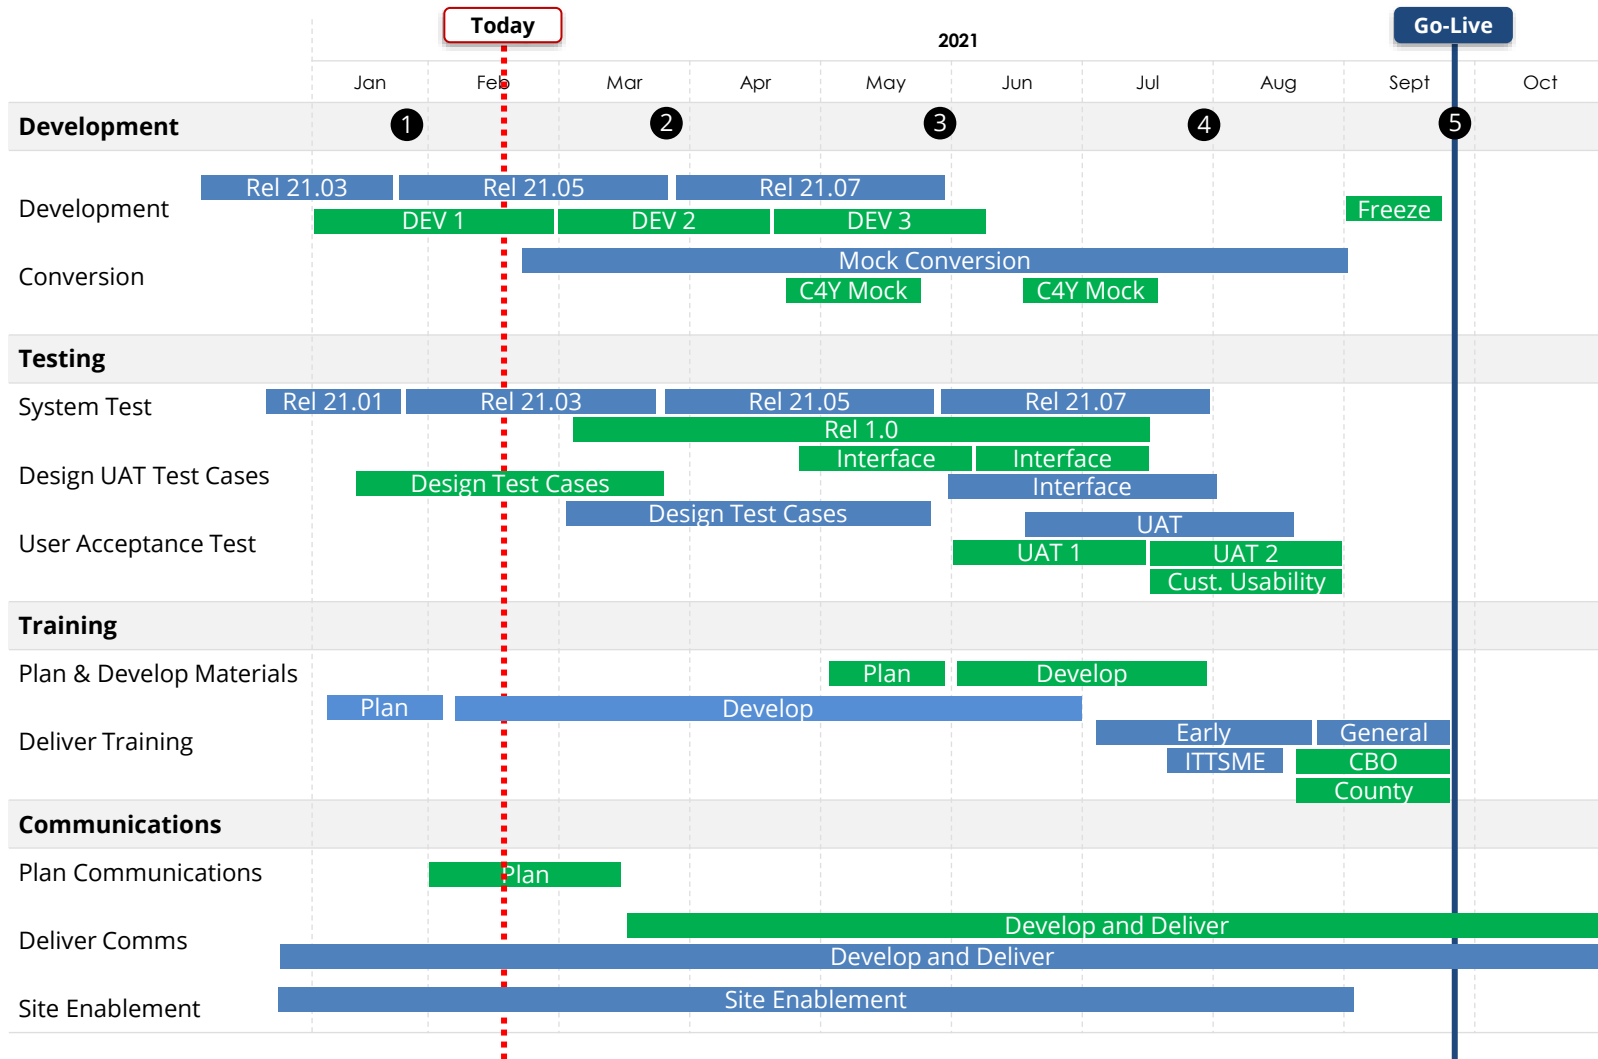 Today
Go-Live
2021
Jan Feb Mar Apr May Jun Jul Aug Sept Oct
Development 1 2 3 4 5
Rel 21.03 Rel 21.05 Rel 21.07
Development
Freeze
DEV 1 DEV 2 DEV 3
Mock Conversion
Conversion
C4Y Mock C4Y Mock
Testing
System Test
Rel 21.01 Rel 21.03 Rel 21.05 Rel 21.07
Rel 1.0
Interface Interface
Design UAT Test Cases
Design Test Cases
Interface
Design Test Cases
UAT
User Acceptance Test
UAT 1 UAT 2
Cust. Usability
Training
Plan & Develop Materials
Plan Develop
Plan Develop
Deliver Training
Early General
ITTSME CBO
County
Communications
Plan Communications
Plan
Develop and Deliver
Deliver Comms
Develop and Deliver
Site Enablement
Site Enablement